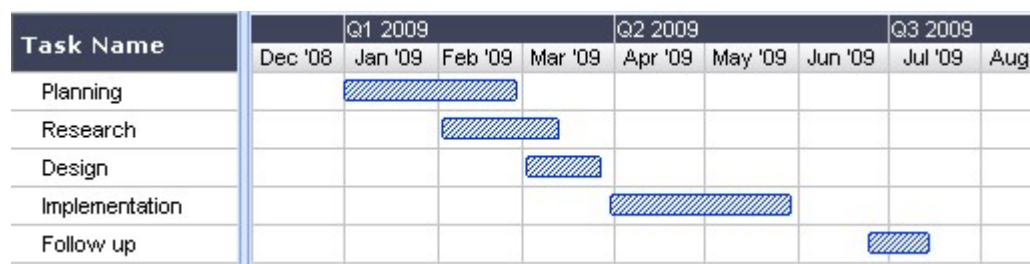 Task Name
Q1 2009 Q2 2009 Q3 2009
Dec '08 Jan '09 Feb '09 Mar '09 Apr '09 May '09 Jun '09 Jul '09 Aug
Planning
Research
Design
Implementation
Follow up